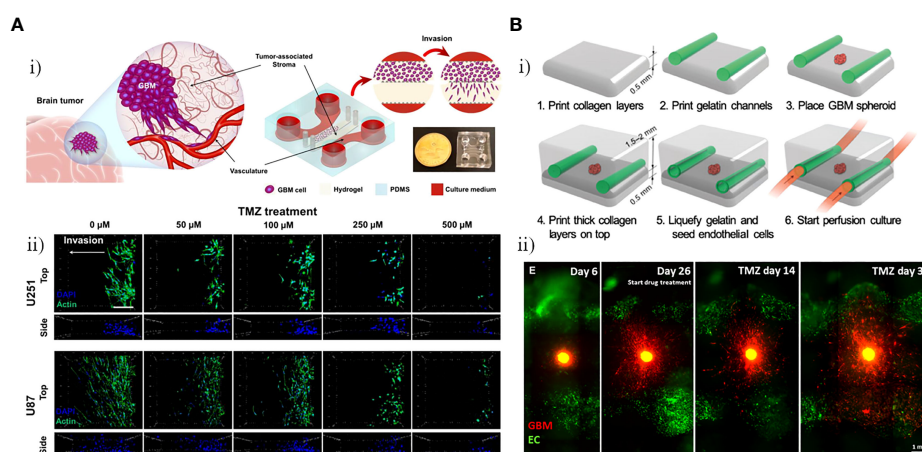 A
i)
Brain tumor
GBM
Tumor-associated
Stroma
Vasculature
Invasion
GBM cell
Hydrogel
PDMS
Culture medium
TMZ treatment
0 µM
50 µM
100 µM
250 µM
500 µM
ii)
Invasion
U251
Top
DAPI
Actin
Side
U87
Top
DAPI
Actin
Side
B
i)
0.5 mm
1. Print collagen layers
2. Print gelatin channels
3. Place GBM spheroid
1.5~2 mm
0.5 mm
4. Print thick collagen
layers on top
5. Liquefy gelatin and
seed endothelial cells
6. Start perfusion culture
ii)
E
Day 6
Day 26
Start drug treatment
TMZ day 14
TMZ day 3
GBM
EC
1 m